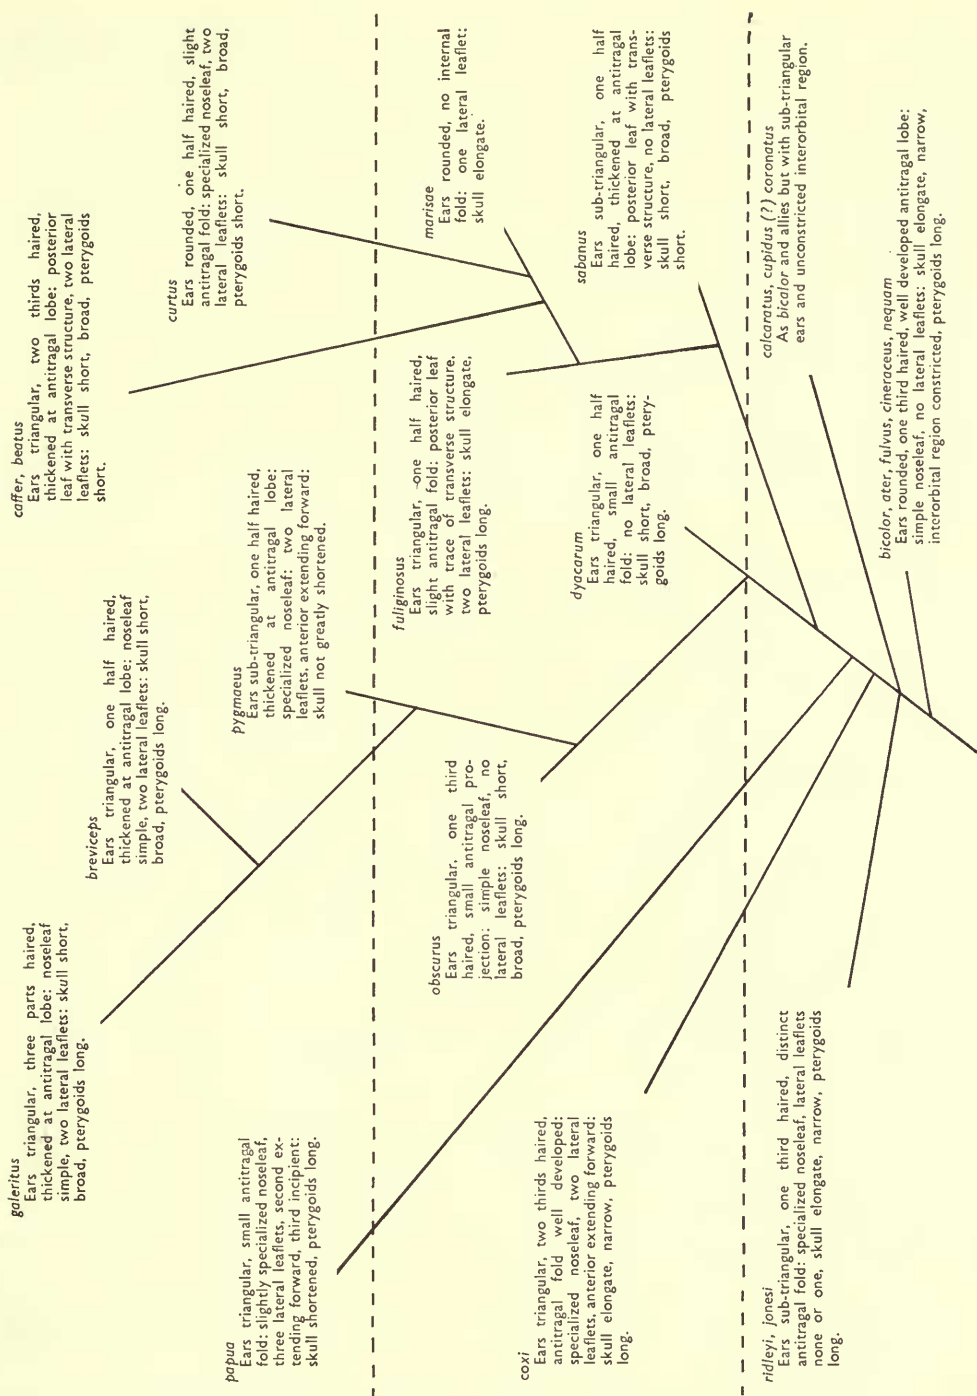 galeritus
Ears triangular, three parts haired,
thickened at antitragal lobe: noseleaf
simple, two lateral leaflets: skull short,
broad, pterygoids long.
breviceps
Ears triangular, one half haired,
thickened at antitragal lobe: noseleaf
simple, two lateral leaflets: skull short,
broad, pterygoids long.
caffer, beatus
Ears triangular, two thirds haired,
thickened at antitragal lobe: posterior
leaf with transverse structure, two lateral
leaflets: skull short, broad, pterygoids
short.
curtus
Ears rounded, one half haired, slight
antitragal fold: specialized noseleaf, two
lateral leaflets: skull short, broad,
pterygoids short.
papua
Ears triangular, small antitragal
fold: slightly specialized noseleaf,
three lateral leaflets, second ex-
tending forward, third incipient:
skull shortened, pterygoids long.
pygmaeus
Ears sub-triangular, one half haired,
thickened at antitragal lobe:
specialized noseleaf: two lateral
leaflets, anterior extending forward:
skull not greatly shortened.
fuliginosus
Ears triangular, one half haired,
slight antitragal fold: posterior leaf
with trace of transverse structure.
two lateral leaflets: skull elongate,
pterygoids long.
marisae
Ears rounded, no internal
fold: one lateral leaflet:
skull elongate.
obscurus
Ears triangular, one third
haired, small antitragal pro-
jection: simple noseleaf, no
lateral leaflets: skull short,
broad, pterygoids long.
dyacarum
Ears triangular, one half
haired, small antitragal
fold: no lateral leaflets:
skull short, broad, ptery-
goids long.
sabanus
Ears sub-triangular, one half
haired, thickened at antitragal
lobe: posterior leaf with trans-
verse structure, no lateral leaflets:
skull short, broad, pterygoids
short.
coxi
Ears triangular, two thirds haired,
antitragal fold well developed:
specialized noseleaf, two lateral
leaflets, anterior extending forward:
skull elongate, narrow, pterygoids
long.
calcaratus, cupidus (?) coronatus
As bicolor and allies but with sub-triangular
ears and unconstricted interorbital region.
ridleyi, jonesi
Ears sub-triangular, one third haired, distinct
antitragal fold: specialized noseleaf, lateral leaflets
none or one, skull elongate, narrow, pterygoids
long.
bicolor, ater, fulvus, cineraceus, nequam
Ears rounded, one third haired, well developed antitragal lobe:
simple noseleaf, no lateral leaflets: skull elongate, narrow,
interorbital region constricted, pterygoids long.